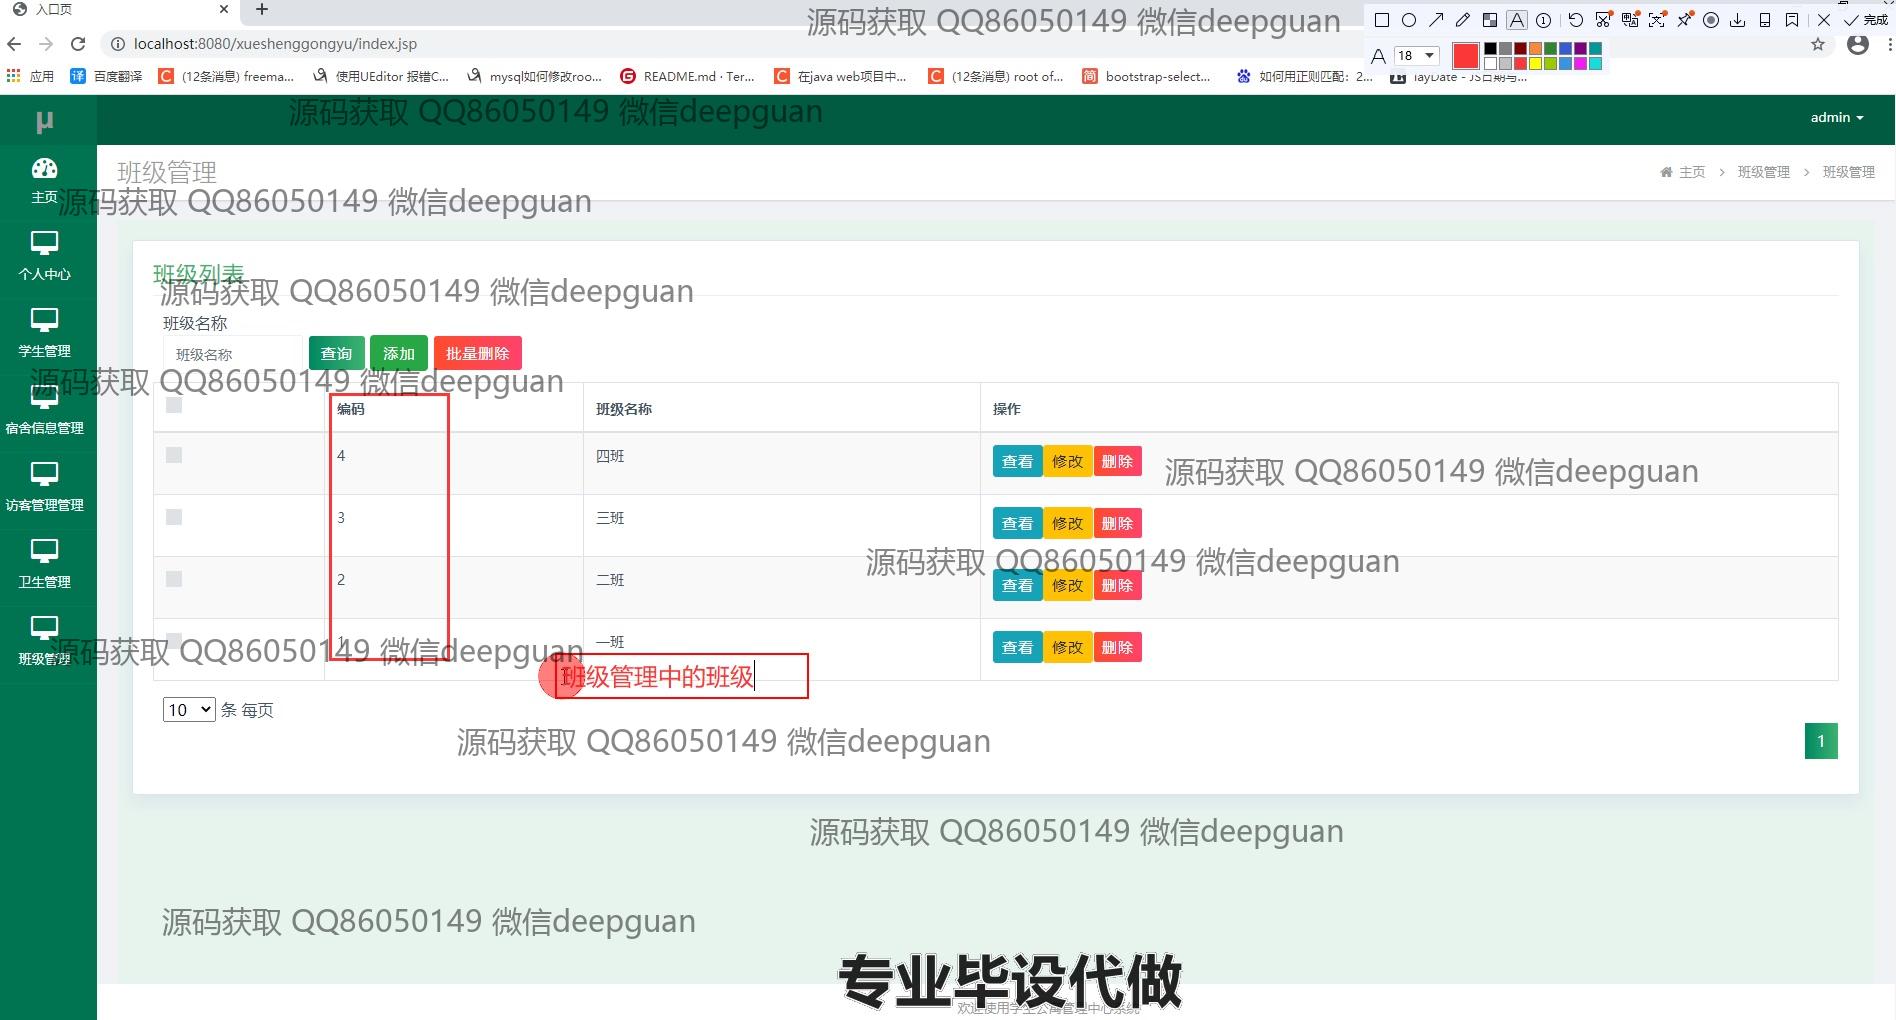 入口页
源码获取 QQ86050149 微信deepguan
完成
localhost:8080/xueshenggongyu/index.jsp
A 18
应用 百度翻译 (12条消息) freema... 使用UEditor 报错C... mysql如何修改roo... README.md · Ter... 在java web项目中... (12条消息) root of... bootstrap-select... 如何用正则匹配：2... layDate - JS日期与...
源码获取 QQ86050149 微信deepguan
μ
admin
主页
班级管理
主页 > 班级管理 > 班级管理
源码获取 QQ86050149 微信deepguan
个人中心
班级列表
源码获取 QQ86050149 微信deepguan
班级名称
学生管理
班级名称 查询 添加 批量删除
源码获取 QQ86050149 微信deepguan
宿舍信息管理
编码 班级名称 操作
4 四班 查看 修改 删除
源码获取 QQ86050149 微信deepguan
访客管理管理
3 三班 查看 修改 删除
源码获取 QQ86050149 微信deepguan
卫生管理
2 二班 查看 修改 删除
1 一班 查看 修改 删除
源码获取 QQ86050149 微信deepguan
班级管理
班级管理中的班级
10 条 每页
源码获取 QQ86050149 微信deepguan
1
源码获取 QQ86050149 微信deepguan
源码获取 QQ86050149 微信deepguan
专业毕设代做
欢迎使用学生公寓管理中心系统